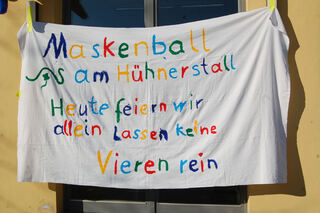 Maskenball
am Hühnerstall
Heute feiern wir
allein lassen keine
Vieren rein